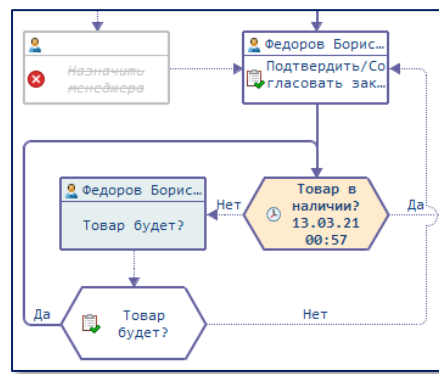 Федоров Борис...
Назначить
менеджера
Подтвердить/Со
гласовать зак...
Федоров Борис...
Товар будет?
Нет
Товар в
наличии?
13.03.21
00:57
Да
Да
Товар
будет?
Нет